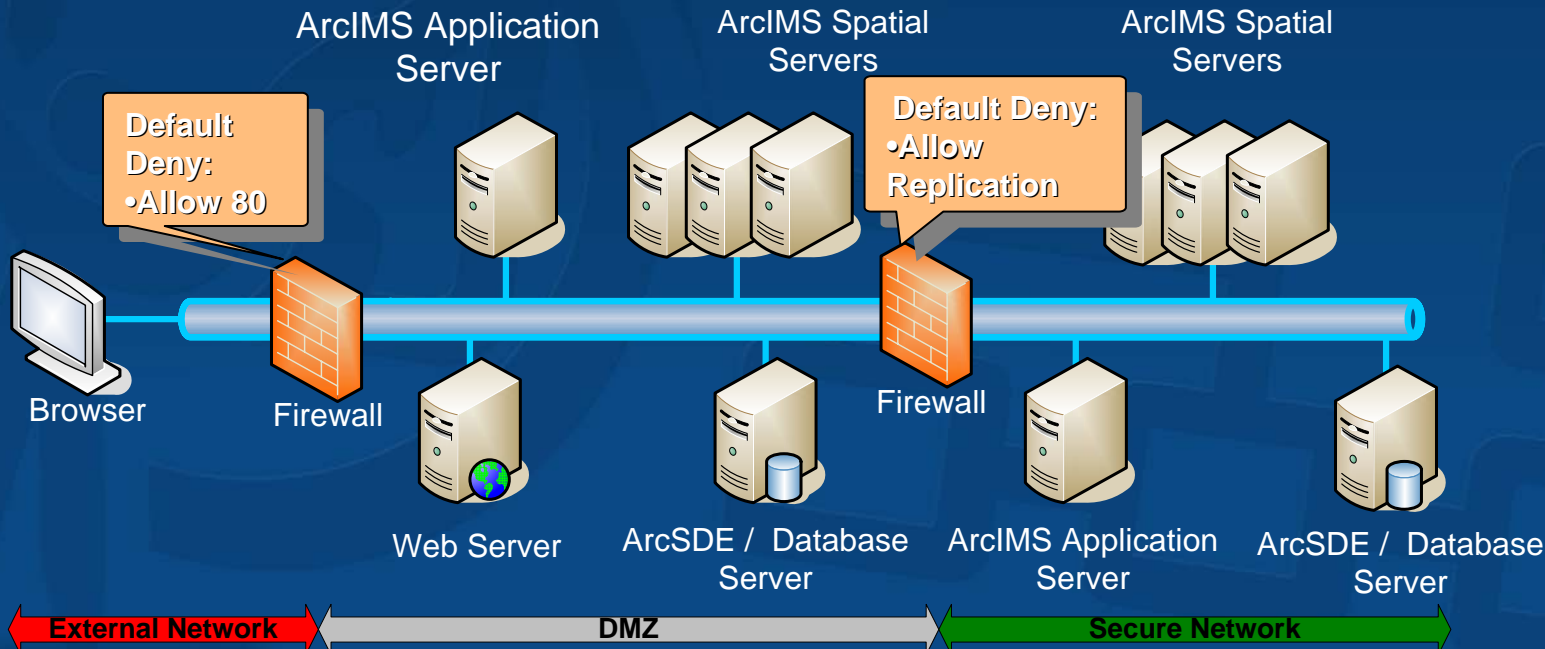 ArcIMS Application
Server
ArcIMS Spatial
Servers
ArcIMS Spatial
Servers
Default
Deny:
•Allow 80
Default Deny:
•Allow
Replication
Browser
Firewall
Firewall
Web Server
ArcSDE / Database
Server
ArcIMS Application
Server
ArcSDE / Database
Server
External Network
DMZ
Secure Network